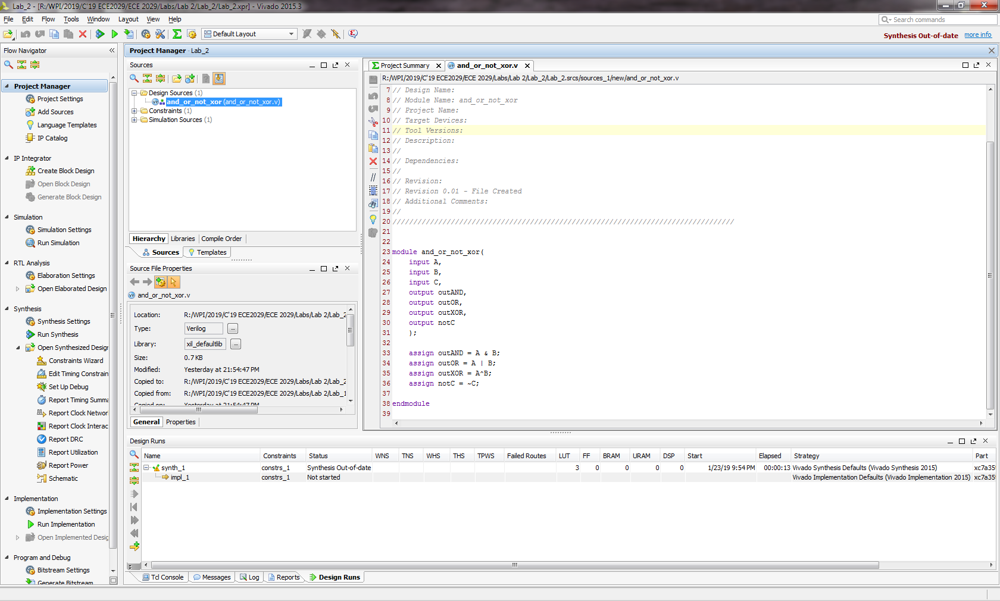 Lab_2 - [R:/WPI/2019/C'19 ECE2029/ECE 2029/Labs/Lab 2/Lab_2/Lab_2.xpr] - Vivado 2015.3
File Edit Flow Tools Window Layout View Help
Search commands
Default Layout
Synthesis Out-of-date more info
Flow Navigator
Project Manager
Project Settings
Add Sources
Language Templates
IP Catalog
IP Integrator
Create Block Design
Open Block Design
Generate Block Design
Simulation
Simulation Settings
Run Simulation
RTL Analysis
Elaboration Settings
Open Elaborated Design
Synthesis
Synthesis Settings
Run Synthesis
Open Synthesized Desigr
Constraints Wizard
Edit Timing Constrain
Set Up Debug
Report Timing Summa
Report Clock Networ
Report Clock Interac
Report DRC
Report Utilization
Report Power
Schematic
Implementation
Implementation Settings
Run Implementation
Open Implemented Desig
Program and Debug
Bitstream Settings
Generate Bitstream
Project Manager - Lab_2
Sources
Design Sources (1)
and_or_not_xor (and_or_not_xor.v)
Constraints (1)
Simulation Sources (1)
Hierarchy Libraries Compile Order
Sources Templates
Source File Properties
and_or_not_xor.v
Location: R:/WPI/2019/C'19 ECE2029/ECE 2029/Labs/Lab 2/Lab_2
Type: Verilog ...
Library: xil_defaultlib ...
Size: 0.7 KB
Modified: Yesterday at 21:54:47 PM
Copied to: R:/WPI/2019/C'19 ECE2029/ECE 2029/Labs/Lab 2/Lab_2
Copied from: R:/WPI/2019/C'19 ECE2029/ECE 2029/Labs/Lab 2/Lab_1
Copied on: Yesterday at 21:54:47 PM
General Properties
Project Summary and_or_not_xor.v
R:/WPI/2019/C'19 ECE2029/ECE 2029/Labs/Lab 2/Lab_2/Lab_2.srcs/sources_1/new/and_or_not_xor.v
7 // Design Name:
8 // Module Name: and_or_not_xor
9 // Project Name:
10 // Target Devices:
11 // Tool Versions:
12 // Description:
13 //
14 // Dependencies:
15 //
16 // Revision:
17 // Revision 0.01 - File Created
18 // Additional Comments:
19 //
20 //////////////////////////////////////////////////////////////////////////////////
21
22
23 module and_or_not_xor(
24 input A,
25 input B,
26 input C,
27 output outAND,
28 output outOR,
29 output outXOR,
30 output notC
31 );
32
33 assign outAND = A & B;
34 assign outOR = A | B;
35 assign outXOR = A^B;
36 assign notC = ~C;
37
38 endmodule
39
Design Runs
Name Constraints Status WNS TNS WHS THS TPWS Failed Routes LUT FF BRAM URAM DSP Start Elapsed Strategy Part
synth_1 constrs_1 Synthesis Out-of-date 3 0 0 0 0 1/23/19 9:54 PM 00:00:13 Vivado Synthesis Defaults (Vivado Synthesis 2015) xc7a35
impl_1 constrs_1 Not started Vivado Implementation Defaults (Vivado Implementation 2015) xc7a35
Tcl Console Messages Log Reports Design Runs